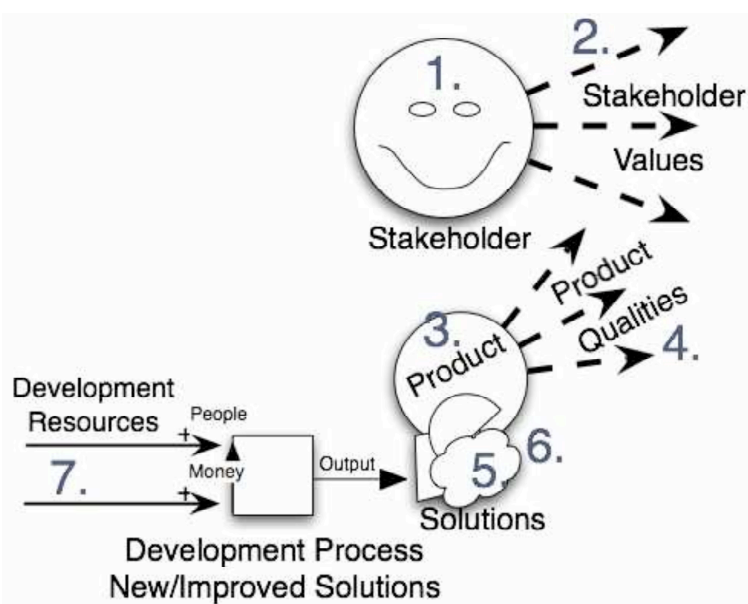 1.
2.
Stakeholder
Values
Stakeholder
Product
Qualities
3.
Product
4.
Development
Resources
People
+
7.
Money
+
Output
5.
6.
Solutions
Development Process
New/Improved Solutions